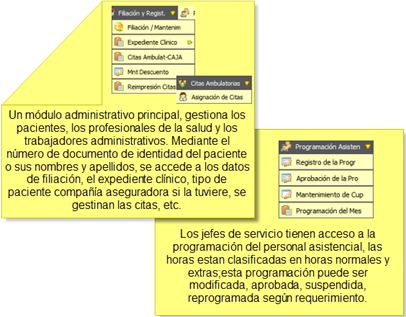 Filiación y Regist.
Filiación / Mantenim
Expediente Clínico
Citas Ambulat-CAJA
Mnt Descuento
Reimpresión Citas
Citas Ambulatorias
Asignación de Citas
Un módulo administrativo principal, gestiona los
pacientes, los profesionales de la salud y los
trabajadores administrativos. Mediante el
número de documento de identidad del paciente
o sus nombres y apellidos, se accede a los datos
de filiación, el expediente clínico, tipo de
paciente compañía aseguradora si la tuviere, se
gestinan las citas, etc.
Programación Asisten
Registro de la Progr
Aprobación de la Pro
Mantenimiento de Cup
Programación del Mes
Los jefes de servicio tienen acceso a la
programación del personal asistencial, las
horas estan clasificadas en horas normales y
extras;esta programación puede ser
modificada, aprobada, suspendida,
reprogramada según requerimiento.